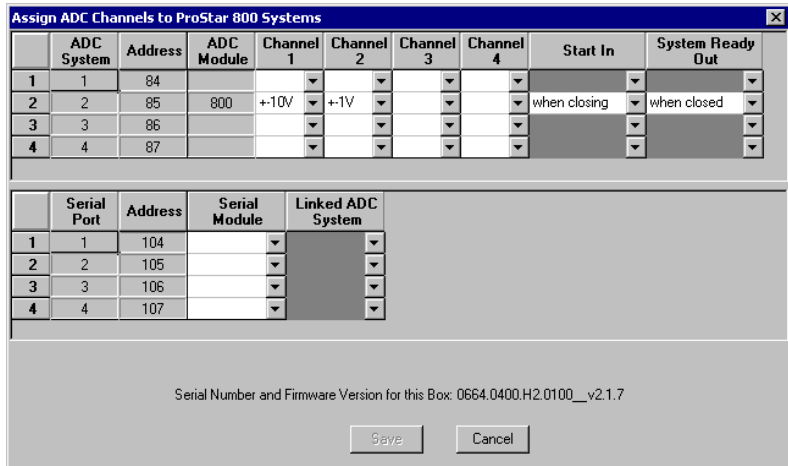 Assign ADC Channels to ProStar 800 Systems
ADC System Address ADC Module Channel 1 Channel 2 Channel 3 Channel 4 Start In System Ready Out
1 1 84
2 2 85 800 +-10V +-1V when closing when closed
3 3 86
4 4 87
Serial Port Address Serial Module Linked ADC System
1 1 104
2 2 105
3 3 106
4 4 107
Serial Number and Firmware Version for this Box: 0664.0400.H2.0100__v2.1.7
Save Cancel